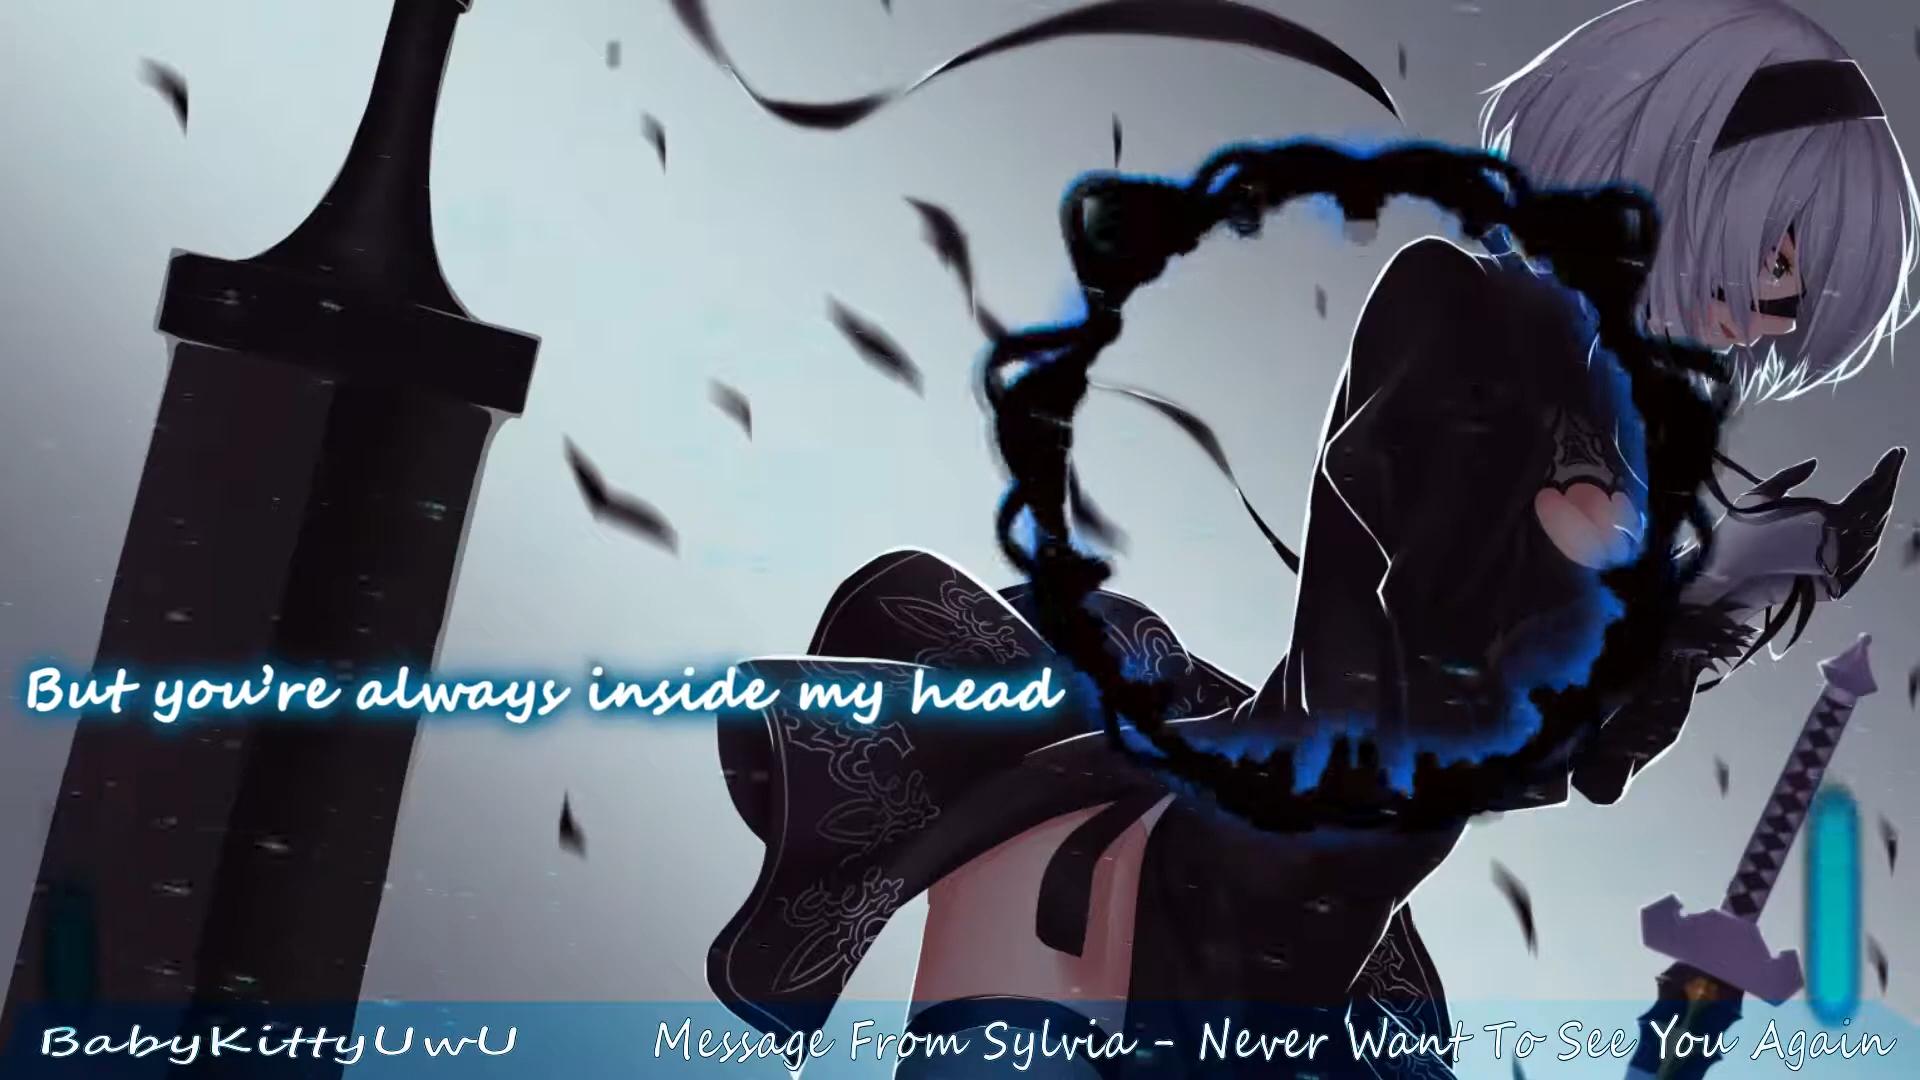 But you're always inside my head
BabyKittyUwU
Message From Sylvia - Never Want To See You Again